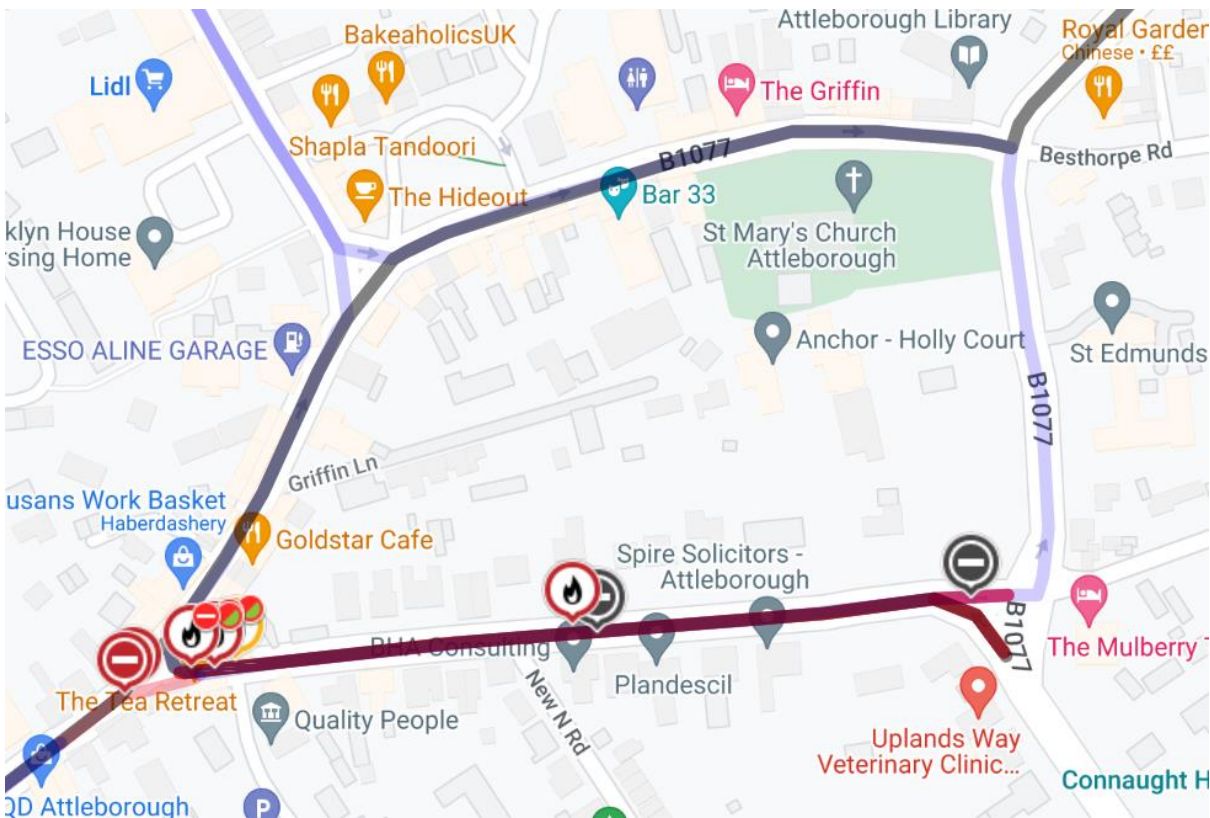 Attleborough Library
BakeaholicsUK
Royal Garden
Chinese • ££
Lidl
The Griffin
Shapla Tandoori
B1077
Besthorpe Rd
The Hideout
Bar 33
klyn House
sing Home
St Mary's Church
Attleborough
ESSO ALINE GARAGE
Anchor - Holly Court
St Edmunds
B1077
Griffin Ln
usans Work Basket
Haberdashery
Goldstar Cafe
Spire Solicitors -
Attleborough
BHA Consulting
B1077
The Mulberry T
The Tea Retreat
Plandescil
Quality People
New N Rd
Uplands Way
Veterinary Clinic...
Connaught H
QD Attleborough
P